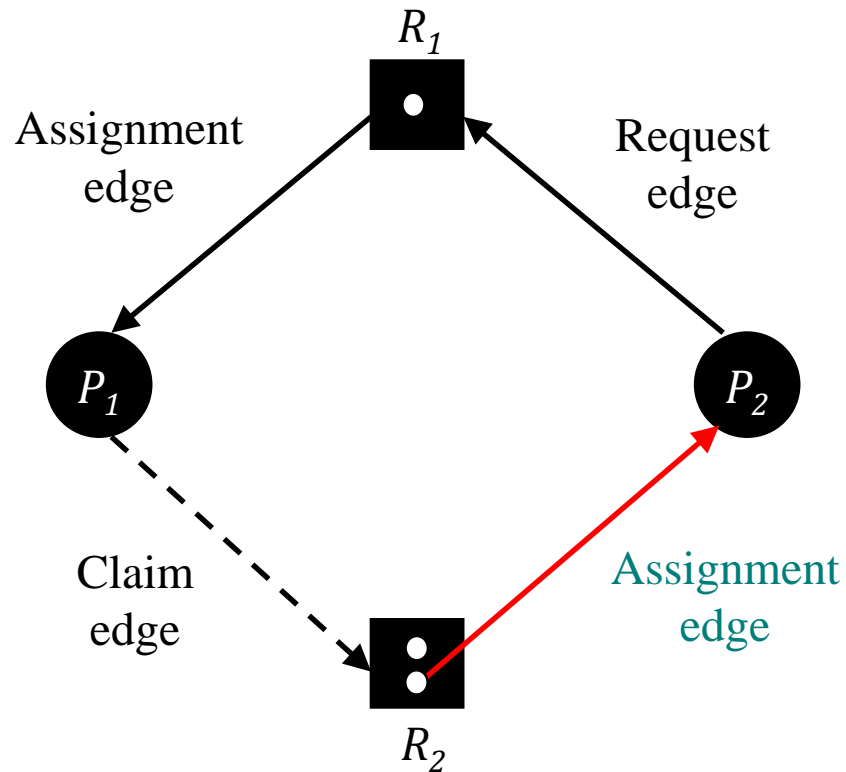 R1
Assignment
edge
Request
edge
P1
P2
Claim
edge
Assignment
edge
R2